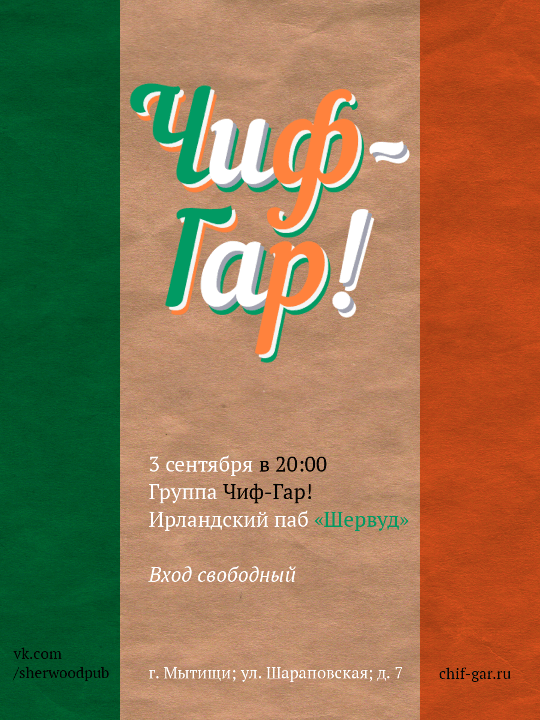 Чиф-
Гар!
3 сентября в 20:00
Группа Чиф-Гар!
Ирландский паб «Шервуд»
Вход свободный
vk.com
/sherwoodpub
г. Мытищи; ул. Шараповская; д. 7
chif-gar.ru